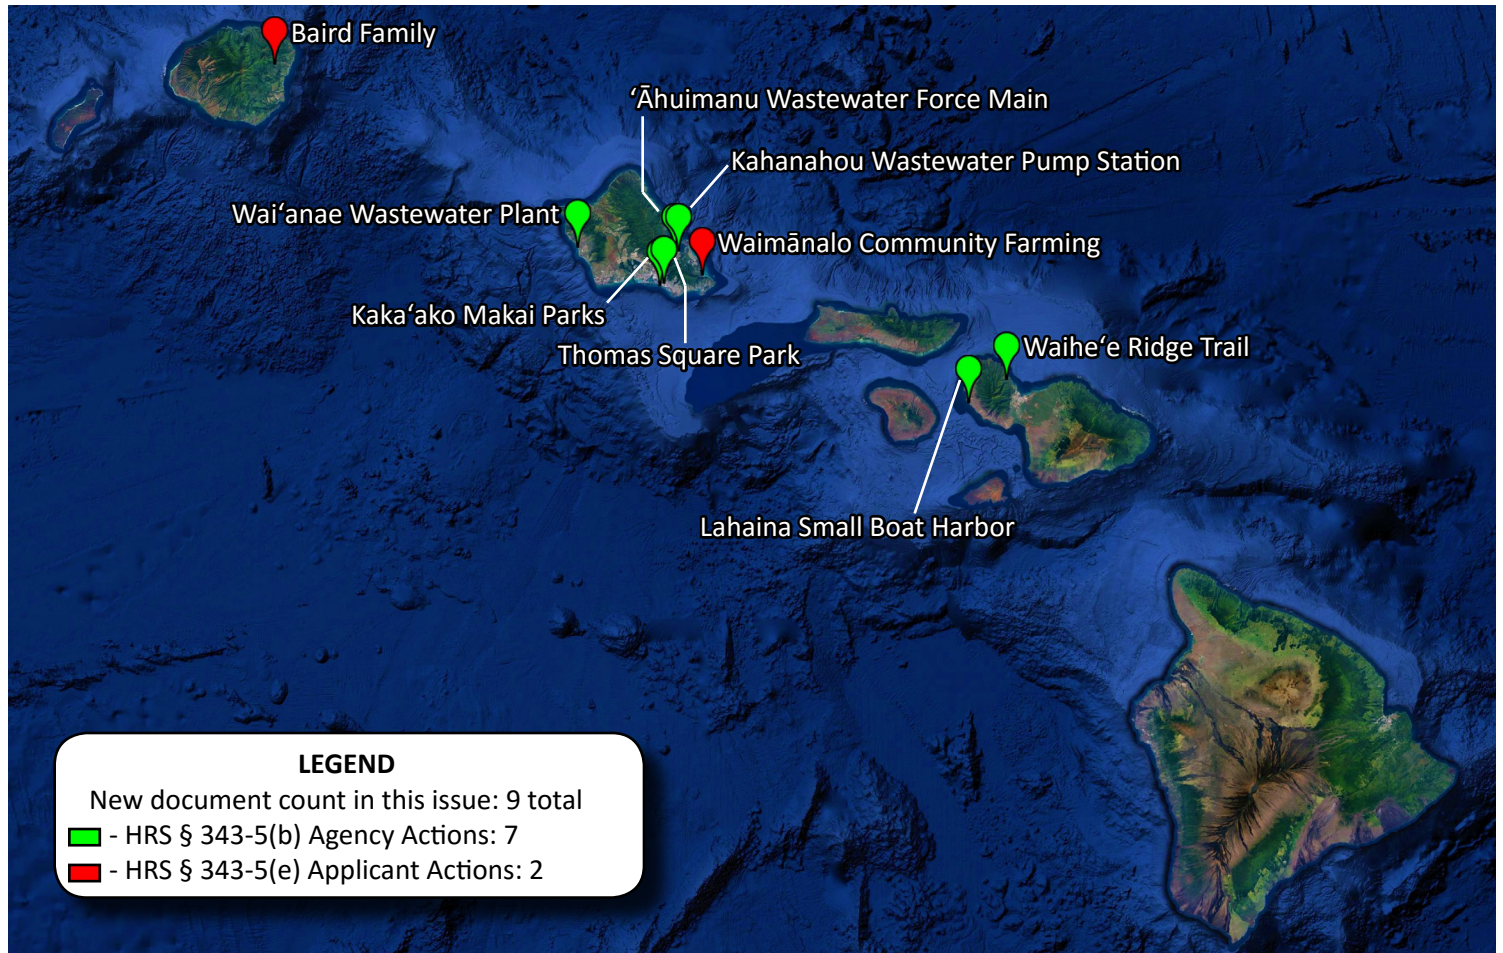 Baird Family
ʻĀhuimanu Wastewater Force Main
Kahanahou Wastewater Pump Station
Waiʻanae Wastewater Plant
Waimānalo Community Farming
Kakaʻako Makai Parks
Thomas Square Park
Waiheʻe Ridge Trail
Lahaina Small Boat Harbor
LEGEND
New document count in this issue: 9 total
- HRS § 343-5(b) Agency Actions: 7
- HRS § 343-5(e) Applicant Actions: 2